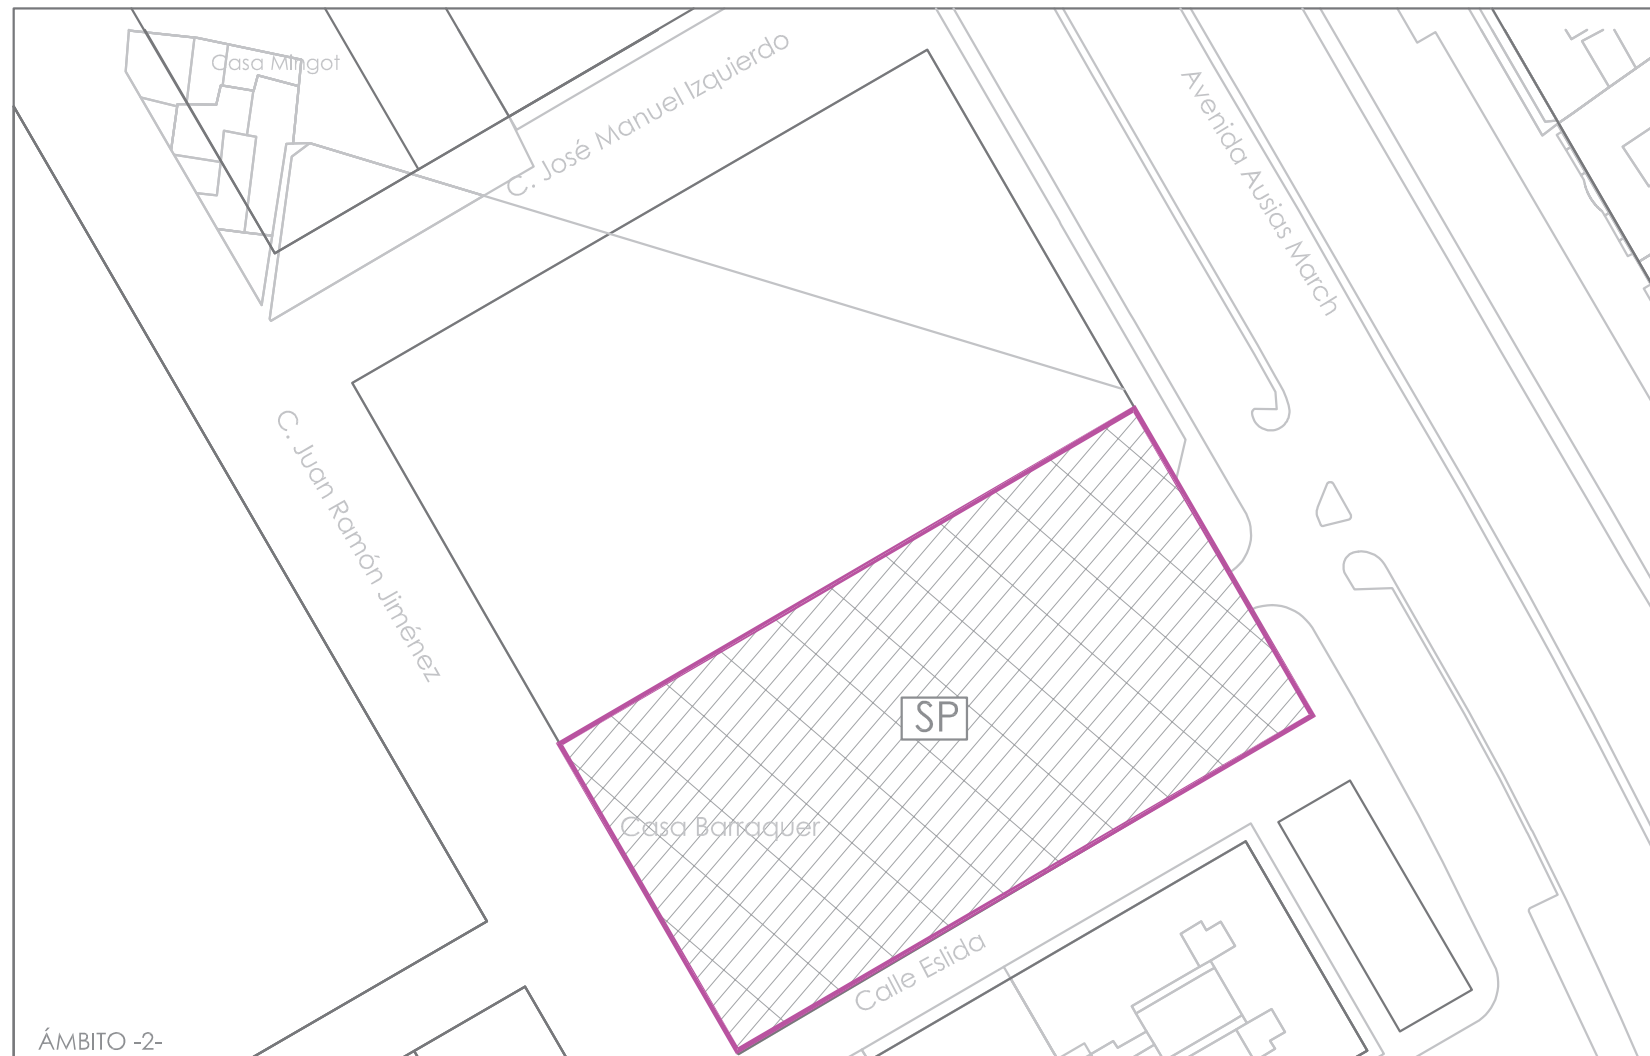 Casa Mingot
C. José Manuel Izquierdo
Avenida Ausias March
C. Juan Ramón Jiménez
SP
Casa Barraquer
Calle Eslida
ÁMBITO -2-